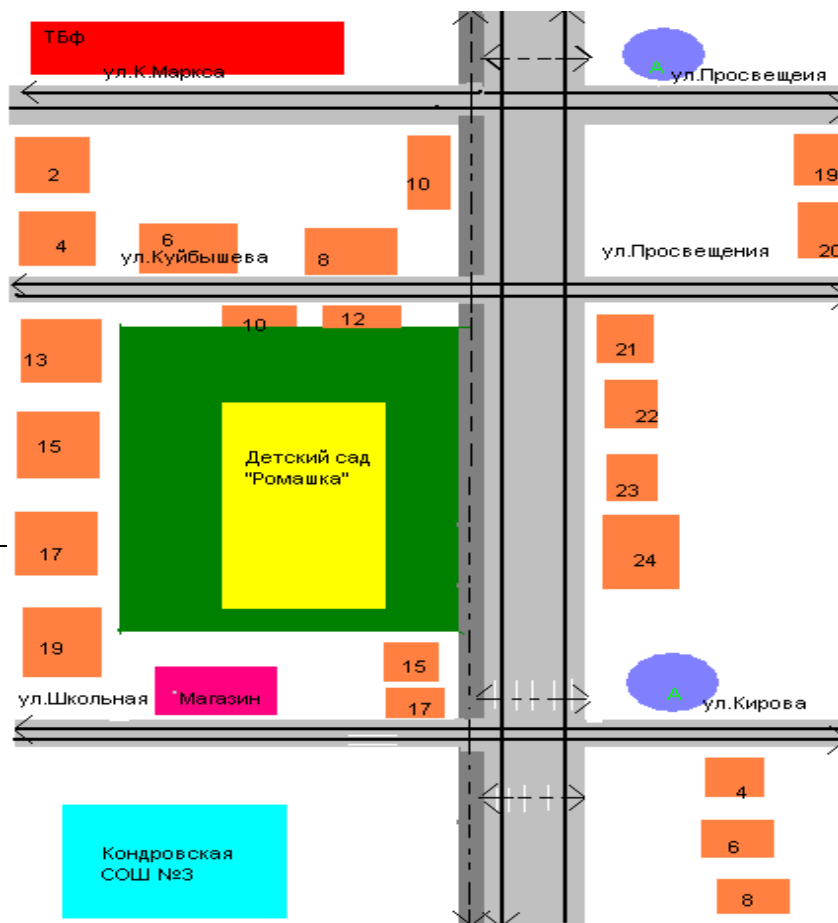 ТБф
ул.К.Маркса
А
ул.Просвещеия
2
10
19
4
6
8
20
ул.Куйбышева
ул.Просвещения
10
12
13
21
22
15
Детский сад
"Ромашка"
23
17
24
19
15
ул.Школьная
Магазин
17
А
ул.Кирова
4
6
8
Кондровская
СОШ №3